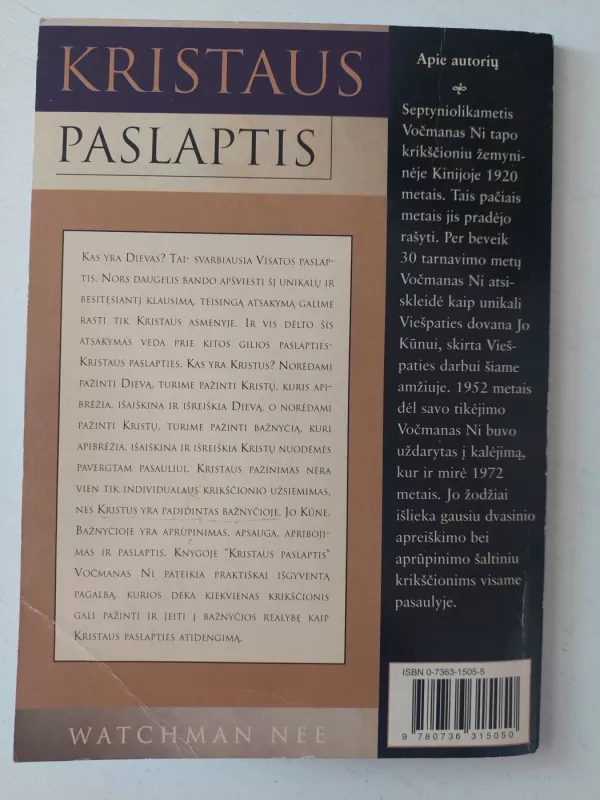 KRISTAUS
PASLAPTIS
KAS YRA DIEVAS? TAI- SVARBIAUSIA VISATOS PASLAP-
TIS. NORS DAUGELIS BANDO APŠVIESTI ŠĮ UNIKALŲ IR
BESITĘSIANTĮ KLAUSIMĄ, TEISINGĄ ATSAKYMĄ GALIME
RASTI TIK KRISTAUS ASMENYJE. IR VIS DĖLTO ŠIS
ATSAKYMAS VEDA PRIE KITOS GILIOS PASLAPTIES-
KRISTAUS PASLAPTIES. KAS YRA KRISTUS? NORĖDAMI
PAŽINTI DIEVĄ, TURIME PAŽINTI KRISTŲ, KURIS API-
BRĖŽIA, IŠAIŠKINA IR IŠREIŠKIA DIEVĄ, O NORĖDAMI
PAŽINTI KRISTŲ, TURIME PAŽINTI BAŽNYČIĄ, KURI
APIBRĖŽIA, IŠAIŠKINA IR IŠREIŠKIA KRISTŲ NUODĖMĖS
PAVERGTAM PASAULIUI. KRISTAUS PAŽINIMAS NĖRA
VIEN TIK INDIVIDUALAUS KRIKŠČIONIO UŽSIĖMIMAS,
NES KRISTUS YRA PADIDINTAS BAŽNYČIOJE, JO KŪNE.
BAŽNYČIOJE YRA APRŪPINIMAS, APSAUGA, APRIBOJI-
MAS IR PASLAPTIS. KNYGOJE "KRISTAUS PASLAPTIS"
VOČMANAS NI PATEIKIA PRAKTIŠKAI IŠGYVENTĄ
PAGALBĄ, KURIOS DĖKA KIEKVIENAS KRIKŠČIONIS
GALI PAŽINTI IR ĮEITI Į BAŽNYČIOS REALYBĘ KAIP
KRISTAUS PASLAPTIES ATIDENGIMĄ.
WATCHMAN NEE
Apie autorių
Septyniolikametis
Vočmanas Ni tapo
krikščioniu žemyni-
nėje Kinijoje 1920
metais. Tais pačiais
metais jis pradėjo
rašyti. Per beveik
30 tarnavimo metų
Vočmanas Ni atsi-
skleidė kaip unikali
Viešpaties dovana Jo
Kūnui, skirta Vieš-
paties darbui šiame
amžiuje. 1952 metais
dėl savo tikėjimo
Vočmanas Ni buvo
uždarytas į kalėjimą,
kur ir mirė 1972
metais. Jo žodžiai
išlieka gausiu dvasinio
apreiškimo bei
aprūpinimo šaltiniu
krikščionims visame
pasaulyje.
ISBN 0-7363-1505-5
9 780736 315050